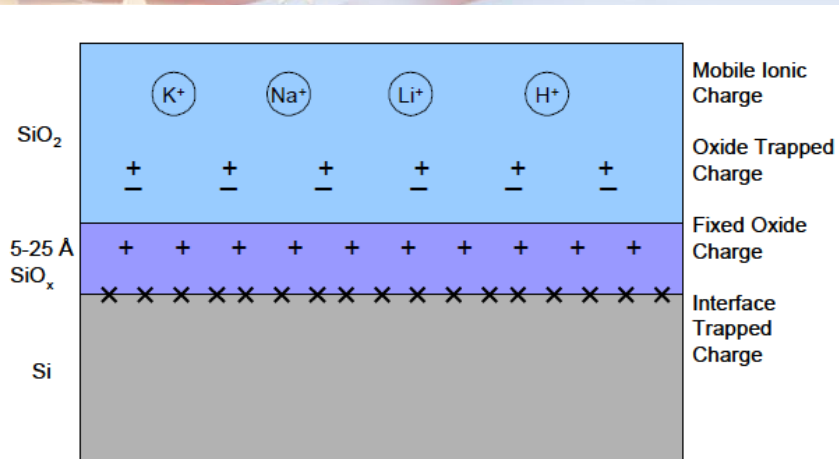 K⁺ Na⁺ Li⁺ H⁺
Mobile Ionic
Charge
SiO₂
Oxide Trapped
Charge
+ + + + + +
− − − − − −
Fixed Oxide
Charge
5-25 Å
SiOₓ
+ + + + + + + + + +
Interface
Trapped
Charge
Si